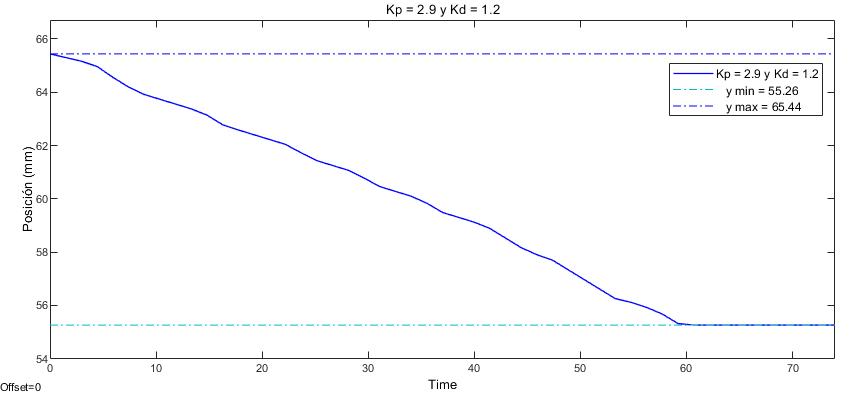 Kp = 2.9 y Kd = 1.2
66
64
62
60
58
56
54
Posición (mm)
Kp = 2.9 y Kd = 1.2
y min = 55.26
y max = 65.44
0 10 20 30 40 50 60 70
Time
Offset=0